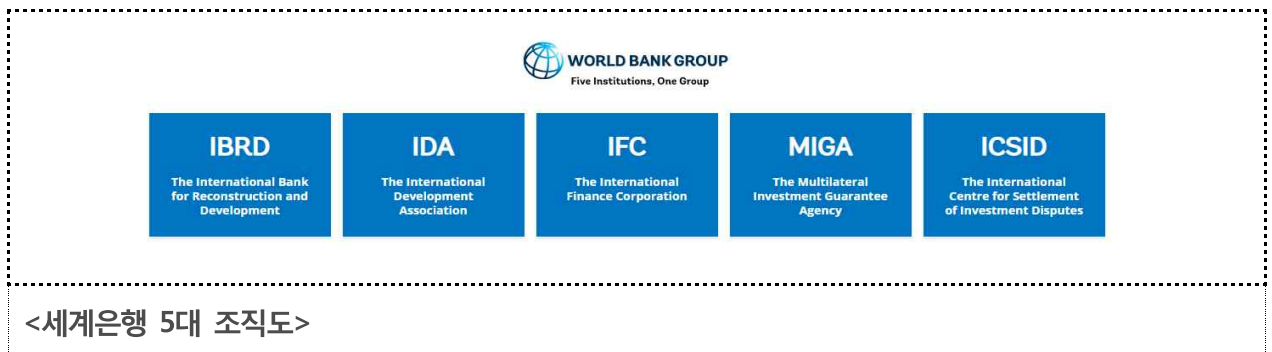 WORLD BANK GROUP
Five Institutions, One Group
IBRD
The International Bank
for Reconstruction and
Development
IDA
The International
Development
Association
IFC
The International
Finance Corporation
MIGA
The Multilateral
Investment Guarantee
Agency
ICSID
The International
Centre for Settlement
of Investment Disputes
<세계은행 5대 조직도>